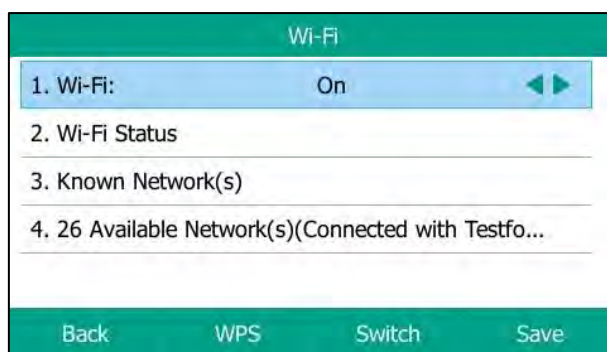 Wi-Fi
1. Wi-Fi: On
2. Wi-Fi Status
3. Known Network(s)
4. 26 Available Network(s)(Connected with Testfo...
Back WPS Switch Save